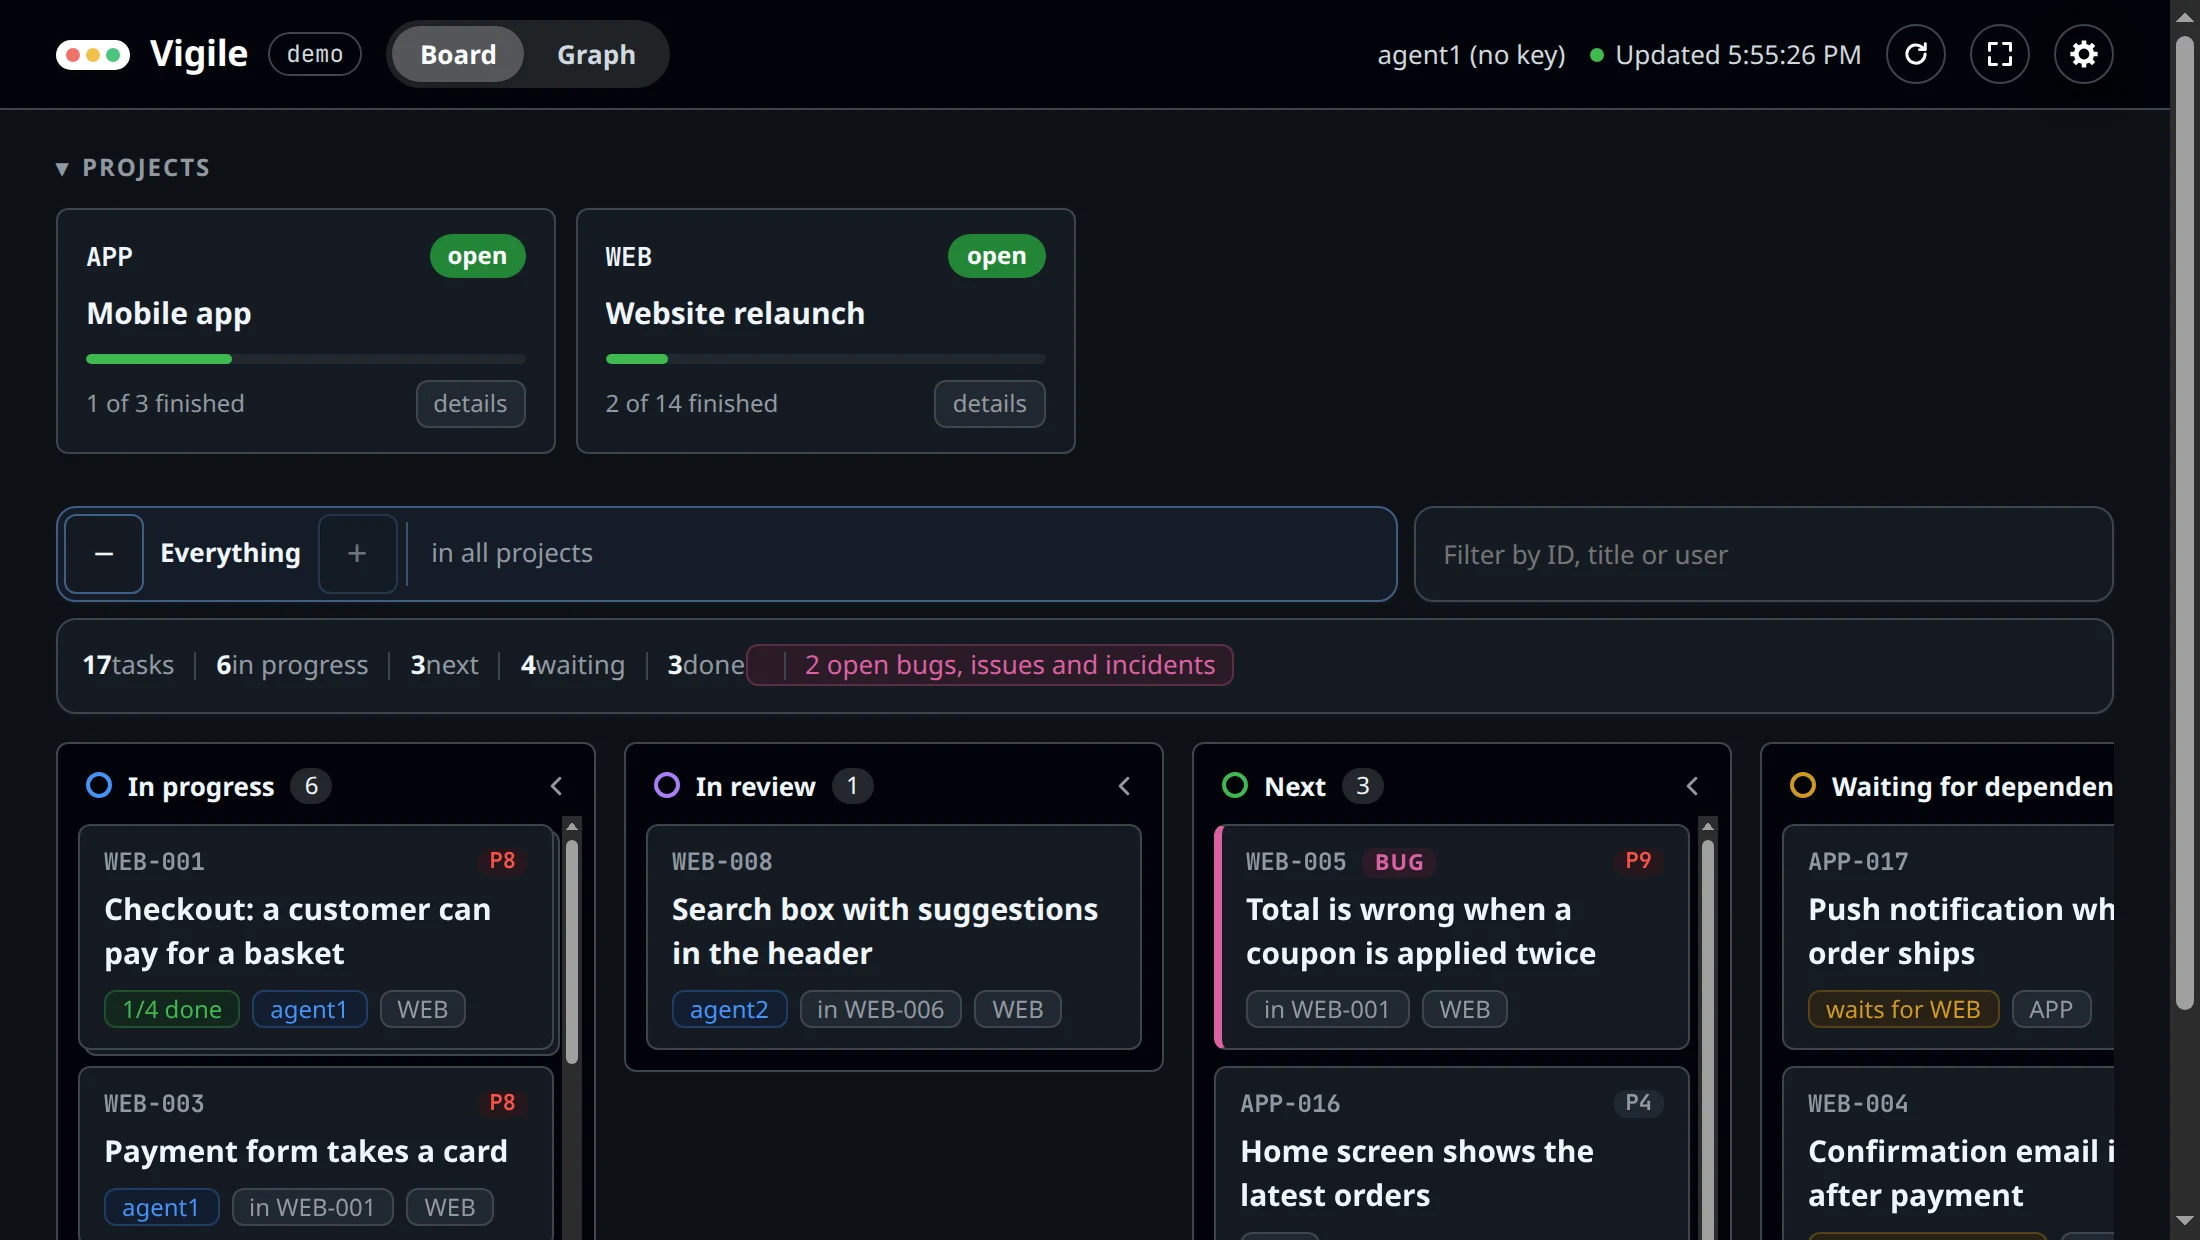 Vigile demo Board Graph agent1 (no key) Updated 5:55:26 PM
▼ PROJECTS
APP open
Mobile app
1 of 3 finished details
WEB open
Website relaunch
2 of 14 finished details
− Everything + in all projects
Filter by ID, title or user
17tasks 6in progress 3next 4waiting 3done 2 open bugs, issues and incidents
In progress 6
WEB-001 P8
Checkout: a customer can
pay for a basket
1/4 done agent1 WEB
WEB-003 P8
Payment form takes a card
agent1 in WEB-001 WEB
In review 1
WEB-008
Search box with suggestions
in the header
agent2 in WEB-006 WEB
Next 3
WEB-005 BUG P9
Total is wrong when a
coupon is applied twice
in WEB-001 WEB
APP-016 P4
Home screen shows the
latest orders
Waiting for dependen
APP-017
Push notification wh
order ships
waits for WEB APP
WEB-004
Confirmation email i
after payment